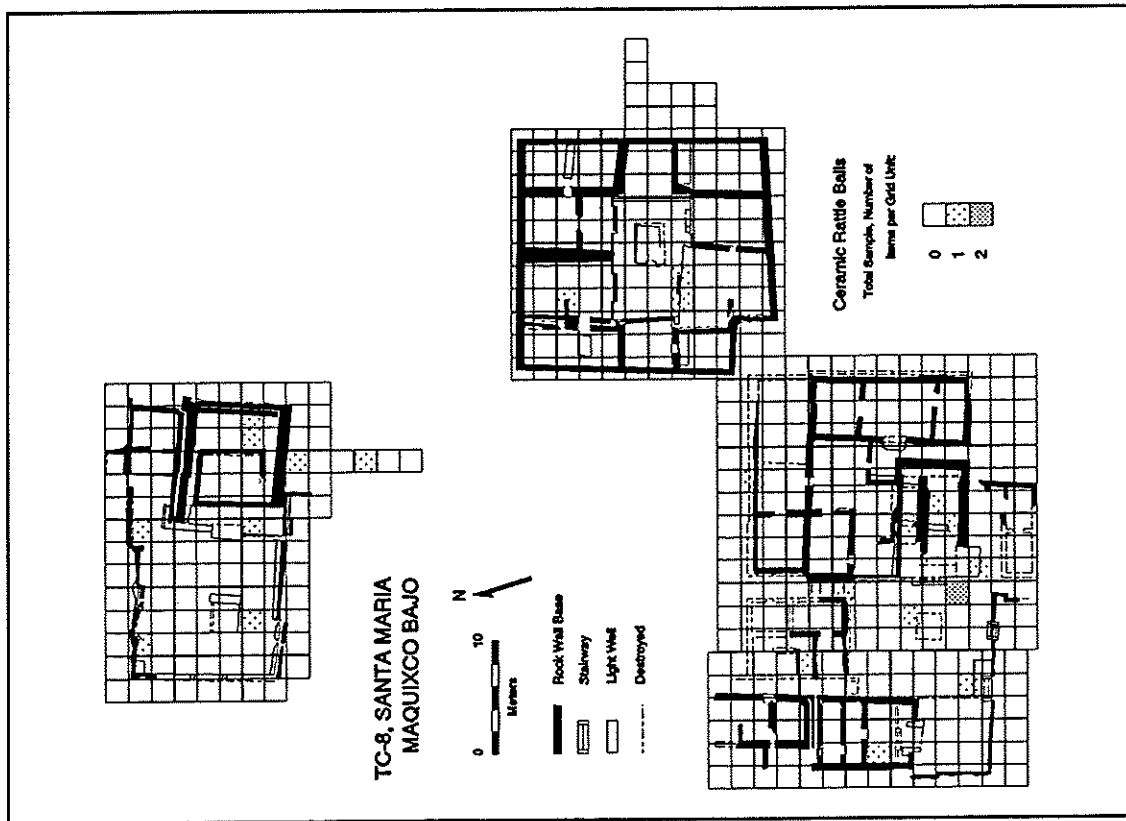 TC-8, SANTA MARIA
MAQUIXCO BAJO
N
0 10
Meters
Rock Wall Base
Stairway
Light Well
Destroyed
Ceramic Rattle Balls
Total Sample, Number of
Items per Grid Unit:
0
1
2